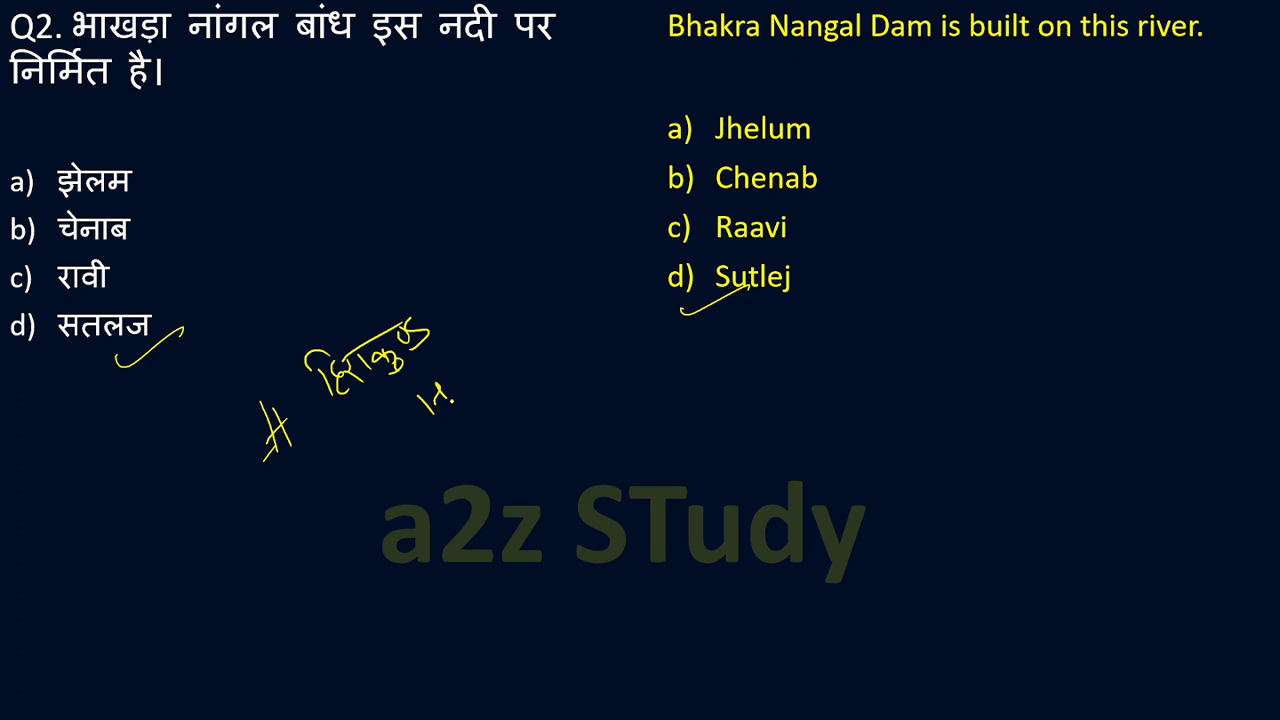 Q2. भाखड़ा नांगल बांध इस नदी पर
निर्मित है।
a) झेलम
b) चेनाब
c) रावी
d) सतलज
Bhakra Nangal Dam is built on this river.
a) Jhelum
b) Chenab
c) Raavi
d) Sutlej
#
a2z STudy